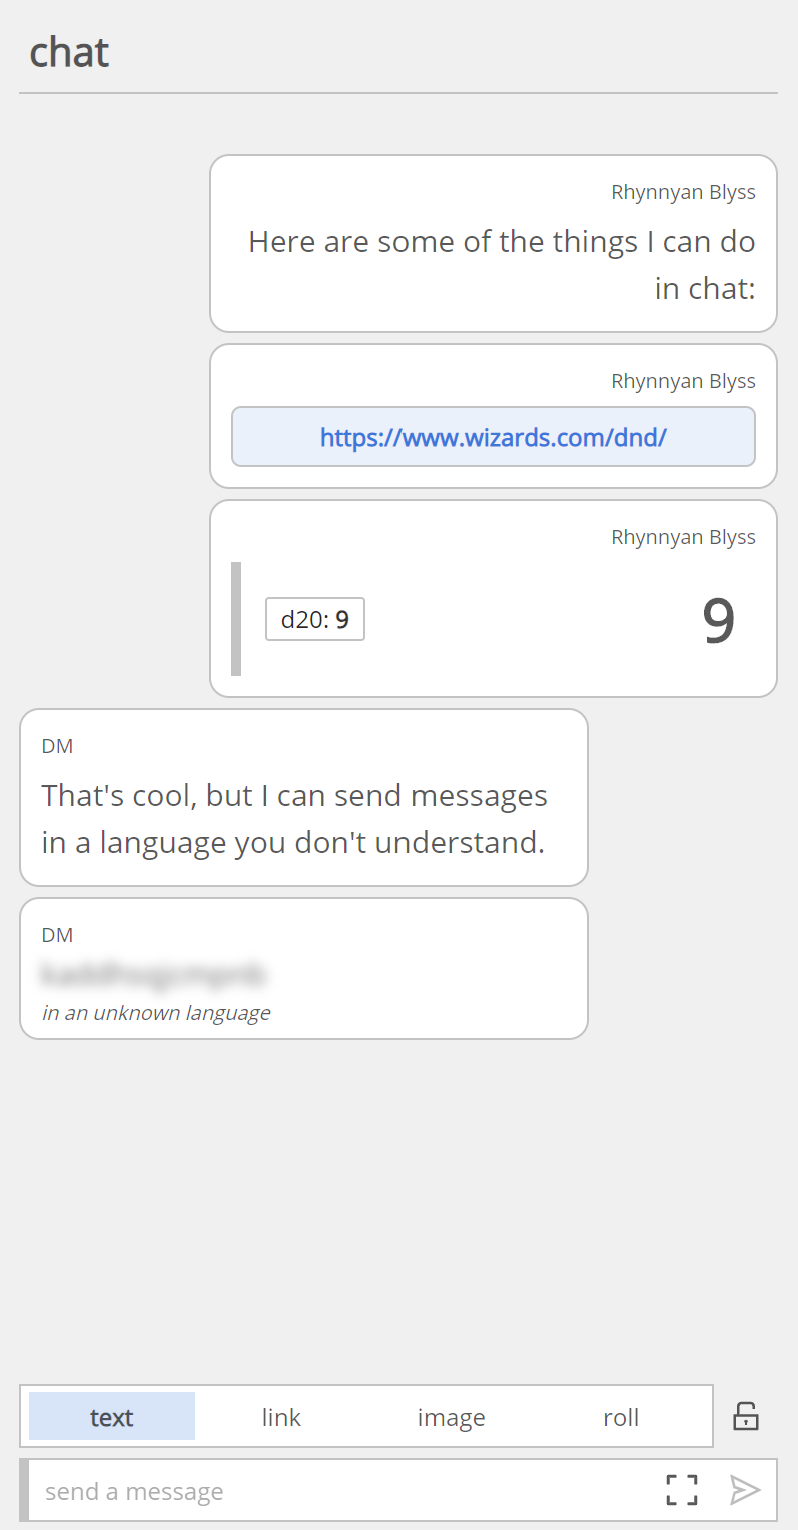 chat
Rhynnyan Blyss
Here are some of the things I can do
in chat:
Rhynnyan Blyss
https://www.wizards.com/dnd/
Rhynnyan Blyss
d20: 9
9
DM
That's cool, but I can send messages
in a language you don't understand.
DM
in an unknown language
text link image roll
send a message